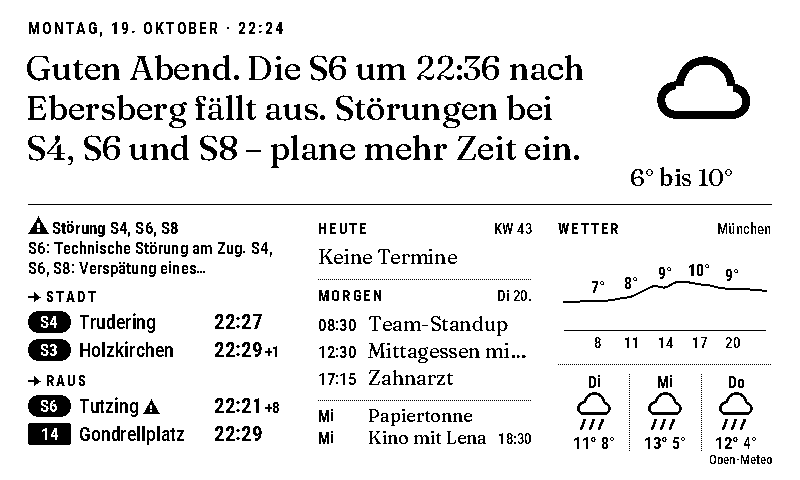 MONTAG, 19. OKTOBER · 22:24
Guten Abend. Die S6 um 22:36 nach
Ebersberg fällt aus. Störungen bei
S4, S6 und S8 – plane mehr Zeit ein.
6° bis 10°
Störung S4, S6, S8
S6: Technische Störung am Zug. S4,
S6, S8: Verspätung eines…
→ STADT
S4 Trudering 22:27
S3 Holzkirchen 22:29 +1
→ RAUS
S6 Tutzing 22:21 +8
14 Gondrellplatz 22:29
HEUTE KW 43
Keine Termine
MORGEN Di 20.
08:30 Team-Standup
12:30 Mittagessen mi…
17:15 Zahnarzt
Mi Papiertonne
Mi Kino mit Lena 18:30
WETTER München
7° 8° 9° 10° 9°
8 11 14 17 20
Di Mi Do
11° 8° 13° 5° 12° 4°
Open-Meteo